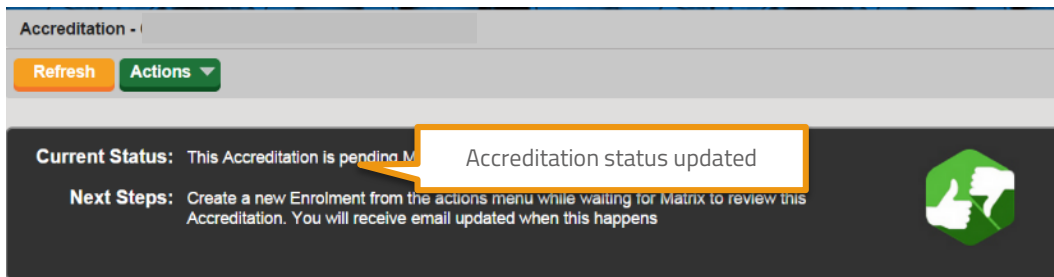 Accreditation -
Refresh Actions
Current Status: This Accreditation is pending M
Accreditation status updated
Next Steps: Create a new Enrolment from the actions menu while waiting for Matrix to review this
Accreditation. You will receive email updated when this happens